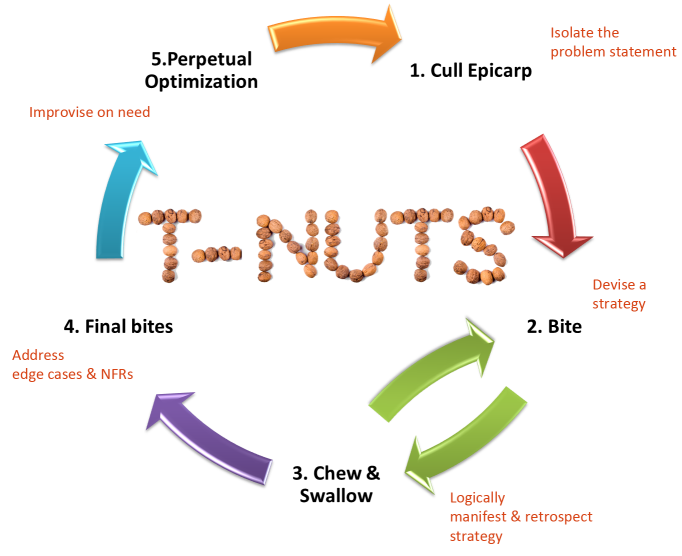 5.Perpetual
Optimization
1. Cull Epicarp
Isolate the
problem statement
Improvise on need
T-NUTS
Devise a
strategy
4. Final bites
2. Bite
Address
edge cases & NFRs
3. Chew &
Swallow
Logically
manifest & retrospect
strategy